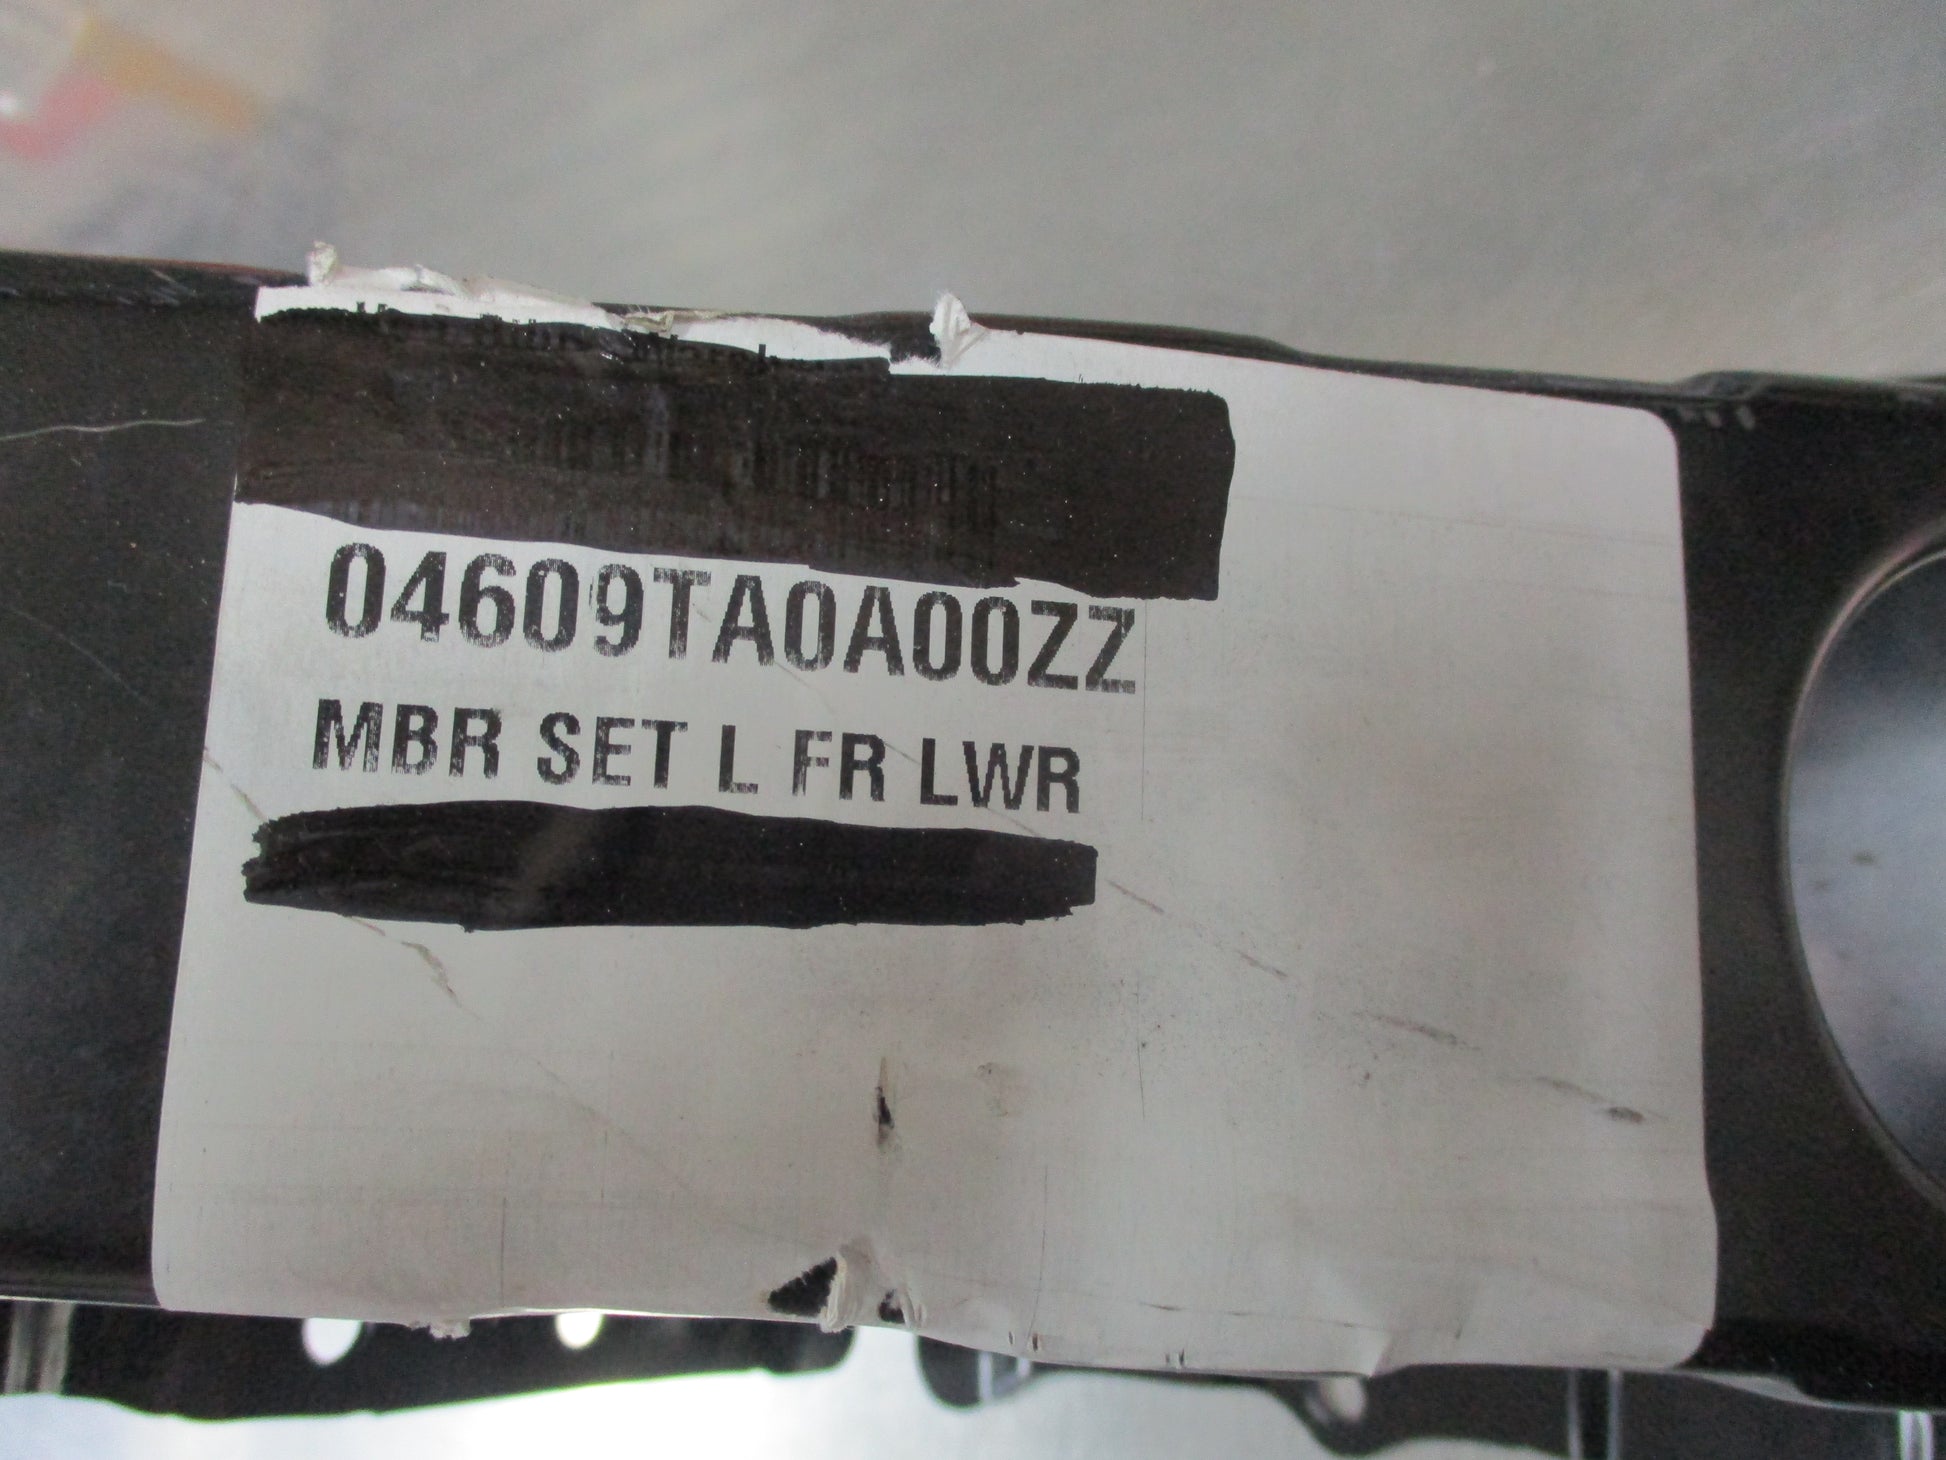 04609TA0A00ZZ
MBR SET L FR LWR